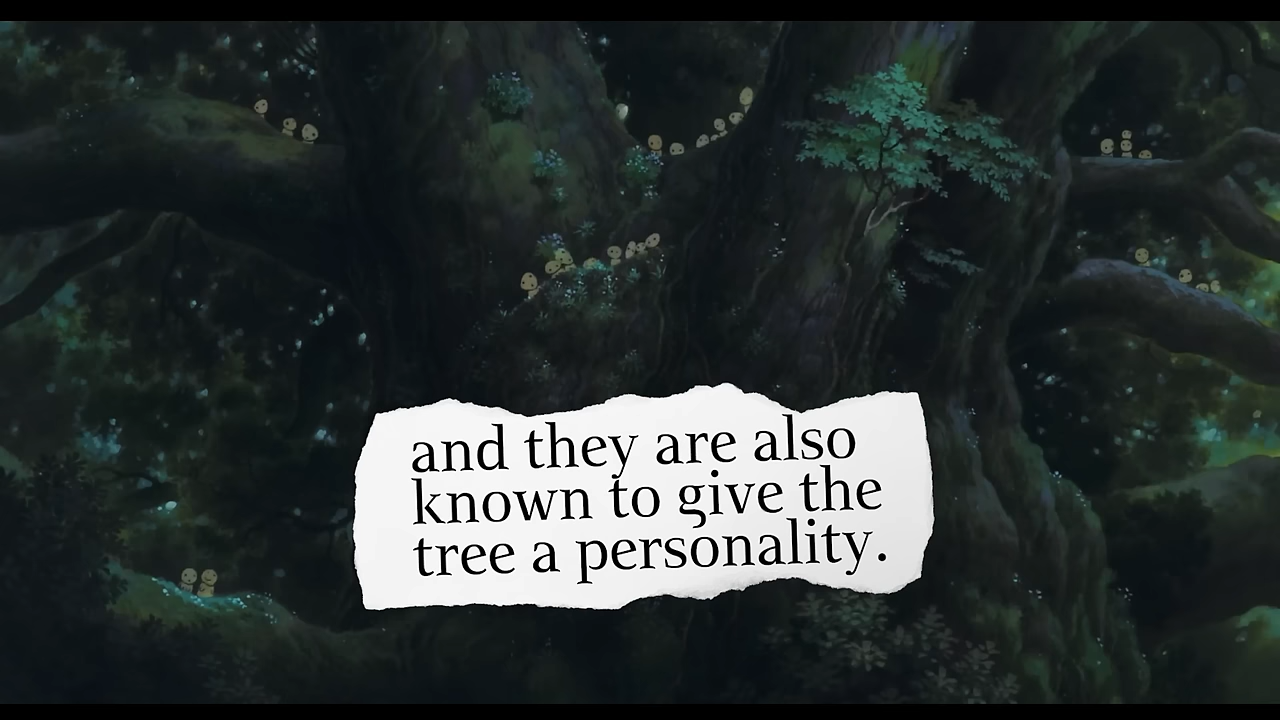 and they are also
known to give the
tree a personality.